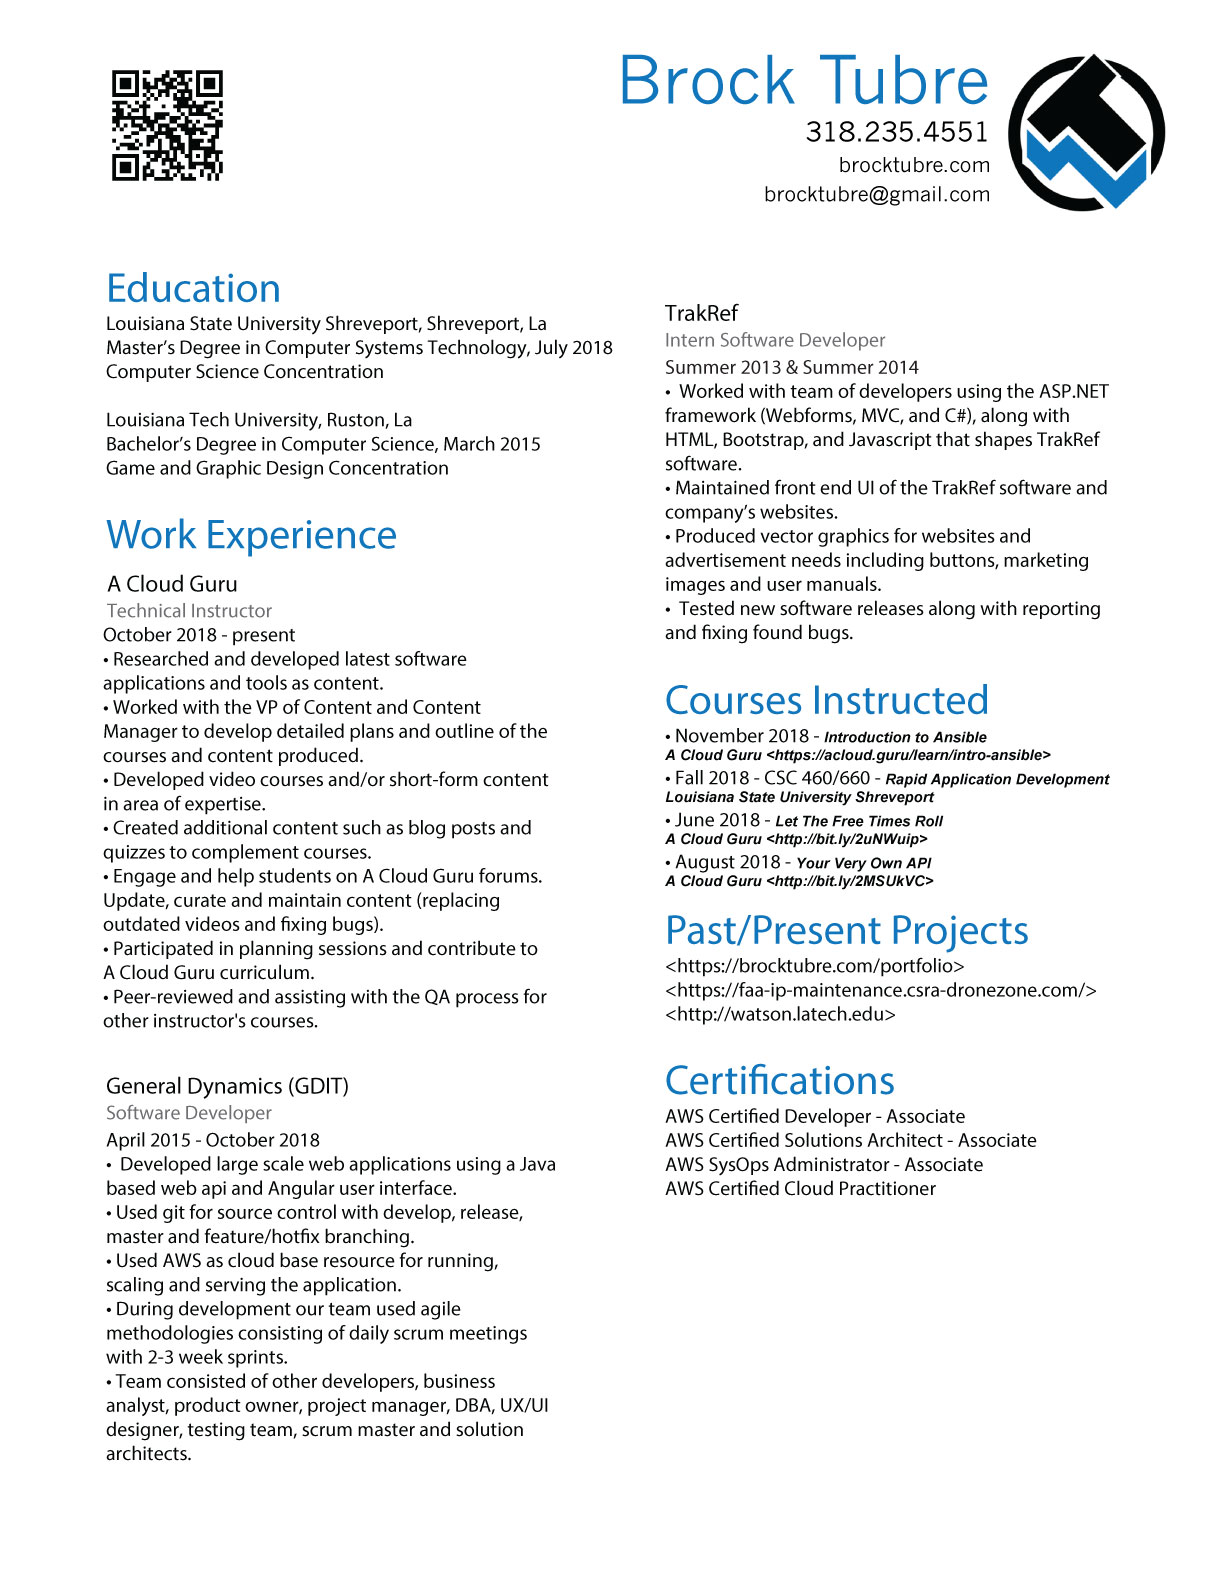 Brock Tubre
318.235.4551
brocktubre.com
brocktubre@gmail.com
Education
Louisiana State University Shreveport, Shreveport, La
Master’s Degree in Computer Systems Technology, July 2018
Computer Science Concentration
Louisiana Tech University, Ruston, La
Bachelor’s Degree in Computer Science, March 2015
Game and Graphic Design Concentration
Work Experience
A Cloud Guru
Technical Instructor
October 2018 - present
• Researched and developed latest software
applications and tools as content.
• Worked with the VP of Content and Content
Manager to develop detailed plans and outline of the
courses and content produced.
• Developed video courses and/or short-form content
in area of expertise.
• Created additional content such as blog posts and
quizzes to complement courses.
• Engage and help students on A Cloud Guru forums.
Update, curate and maintain content (replacing
outdated videos and fixing bugs).
• Participated in planning sessions and contribute to
A Cloud Guru curriculum.
• Peer-reviewed and assisting with the QA process for
other instructor's courses.
General Dynamics (GDIT)
Software Developer
April 2015 - October 2018
• Developed large scale web applications using a Java
based web api and Angular user interface.
• Used git for source control with develop, release,
master and feature/hotfix branching.
• Used AWS as cloud base resource for running,
scaling and serving the application.
• During development our team used agile
methodologies consisting of daily scrum meetings
with 2-3 week sprints.
• Team consisted of other developers, business
analyst, product owner, project manager, DBA, UX/UI
designer, testing team, scrum master and solution
architects.
TrakRef
Intern Software Developer
Summer 2013 & Summer 2014
• Worked with team of developers using the ASP.NET
framework (Webforms, MVC, and C#), along with
HTML, Bootstrap, and Javascript that shapes TrakRef
software.
• Maintained front end UI of the TrakRef software and
company’s websites.
• Produced vector graphics for websites and
advertisement needs including buttons, marketing
images and user manuals.
• Tested new software releases along with reporting
and fixing found bugs.
Courses Instructed
• November 2018 - Introduction to Ansible
A Cloud Guru <https://acloud.guru/learn/intro-ansible>
• Fall 2018 - CSC 460/660 - Rapid Application Development
Louisiana State University Shreveport
• June 2018 - Let The Free Times Roll
A Cloud Guru <http://bit.ly/2uNWuip>
• August 2018 - Your Very Own API
A Cloud Guru <http://bit.ly/2MSUkVC>
Past/Present Projects
<https://brocktubre.com/portfolio>
<https://faa-ip-maintenance.csra-dronezone.com/>
<http://watson.latech.edu>
Certifications
AWS Certified Developer - Associate
AWS Certified Solutions Architect - Associate
AWS SysOps Administrator - Associate
AWS Certified Cloud Practitioner